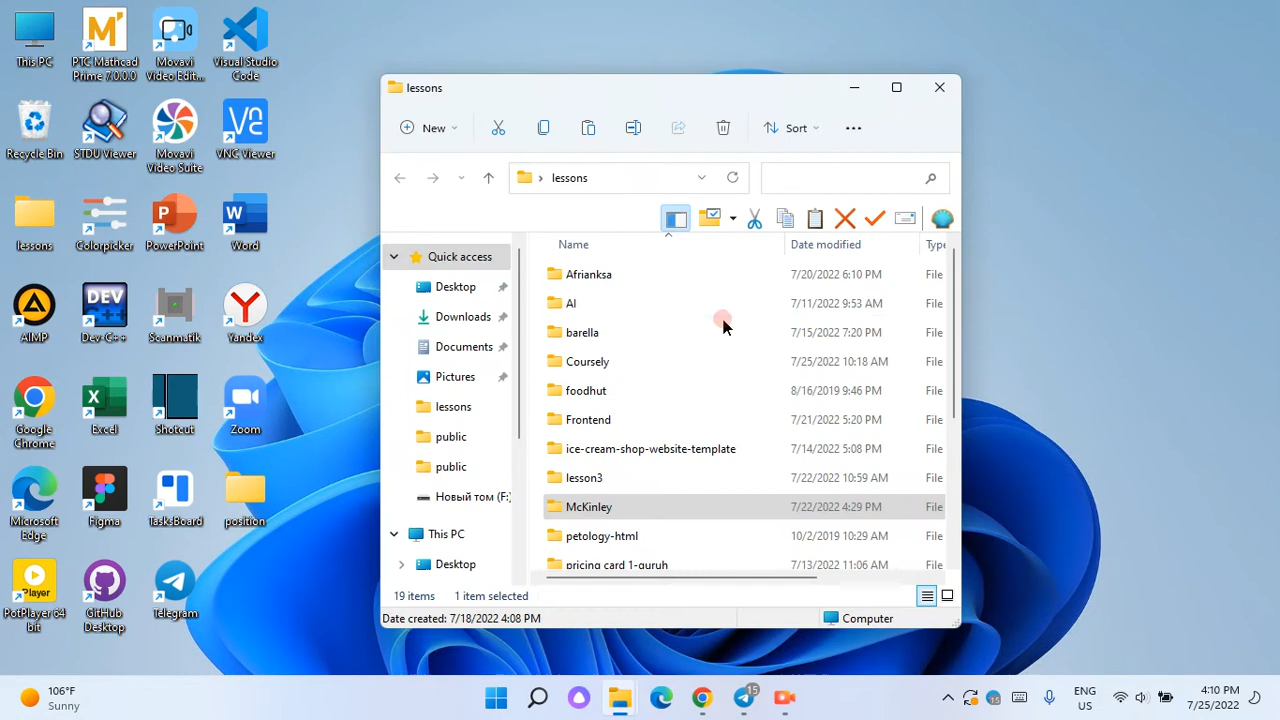 This PC
PTC Mathcad
Prime 7.0.0.0
Movavi
Video Edit...
Visual Studio
Code
Recycle Bin
STDU Viewer
Movavi
Video Suite
VNC Viewer
lessons
Colorpicker
PowerPoint
Word
AIMP
Dev-C++
Scanmatik
Yandex
Google
Chrome
Excel
Shotcut
Zoom
Microsoft
Edge
Figma
TasksBoard
position
PotPlayer 64
bit
GitHub
Desktop
Telegram
lessons
New
Sort
lessons
Name
Date modified
Type
Quick access
Desktop
Downloads
Documents
Pictures
lessons
public
public
Новый том (F:)
This PC
Desktop
Afrianksa 7/20/2022 6:10 PM File
AI 7/11/2022 9:53 AM File
barella 7/15/2022 7:20 PM File
Coursely 7/25/2022 10:18 AM File
foodhut 8/16/2019 9:46 PM File
Frontend 7/21/2022 5:20 PM File
ice-cream-shop-website-template 7/14/2022 5:08 PM File
lesson3 7/22/2022 10:59 AM File
McKinley 7/22/2022 4:29 PM File
petology-html 10/2/2019 10:29 AM File
pricing card 1-guruh 7/13/2022 11:06 AM File
19 items 1 item selected
Date created: 7/18/2022 4:08 PM
Computer
106°F
Sunny
15
15
ENG
US
4:10 PM
7/25/2022